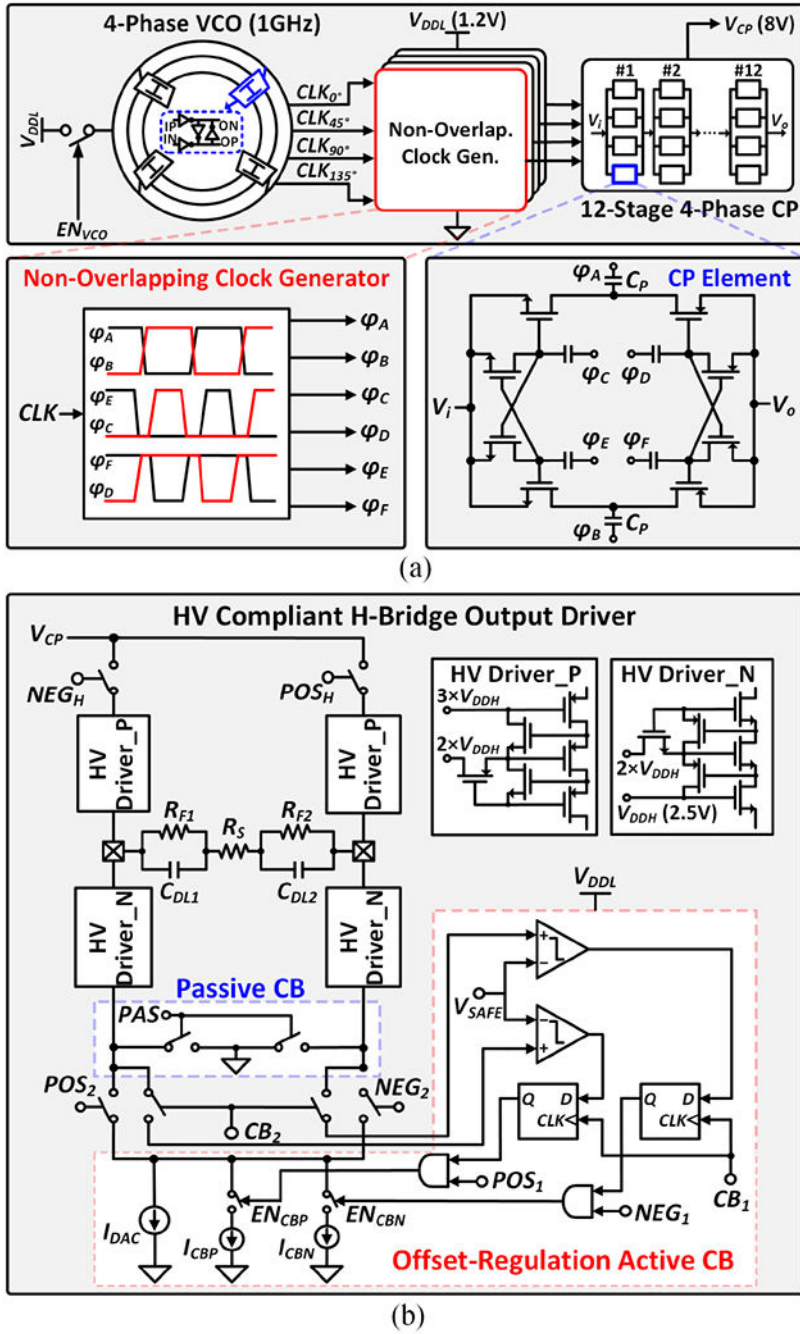 4-Phase VCO (1GHz)
V_DDL (1.2V)
V_CP (8V)
#1 #2 #12
CLK_0°
CLK_45°
CLK_90°
CLK_135°
V_DDL
IP ON
IN OP
Non-Overlap.
Clock Gen.
V_i
V_o
EN_VCO
12-Stage 4-Phase CP
Non-Overlapping Clock Generator
CLK
φ_A
φ_B
φ_E
φ_C
φ_F
φ_D
φ_A
φ_B
φ_C
φ_D
φ_E
φ_F
CP Element
φ_A C_P
φ_C φ_D
V_i
V_o
φ_E φ_F
φ_B C_P
(a)
HV Compliant H-Bridge Output Driver
V_CP
NEG_H
POS_H
HV
Driver_P
HV
Driver_P
HV Driver_P
3×V_DDH
2×V_DDH
HV Driver_N
2×V_DDH
V_DDH (2.5V)
R_F1 R_S R_F2
C_DL1 C_DL2
HV
Driver_N
HV
Driver_N
V_DDL
Passive CB
PAS
V_SAFE
+
−
−
+
POS_2
NEG_2
CB_2
Q D
CLK
Q D
CLK
POS_1
NEG_1
CB_1
I_DAC
EN_CBP
I_CBP
EN_CBN
I_CBN
Offset-Regulation Active CB
(b)